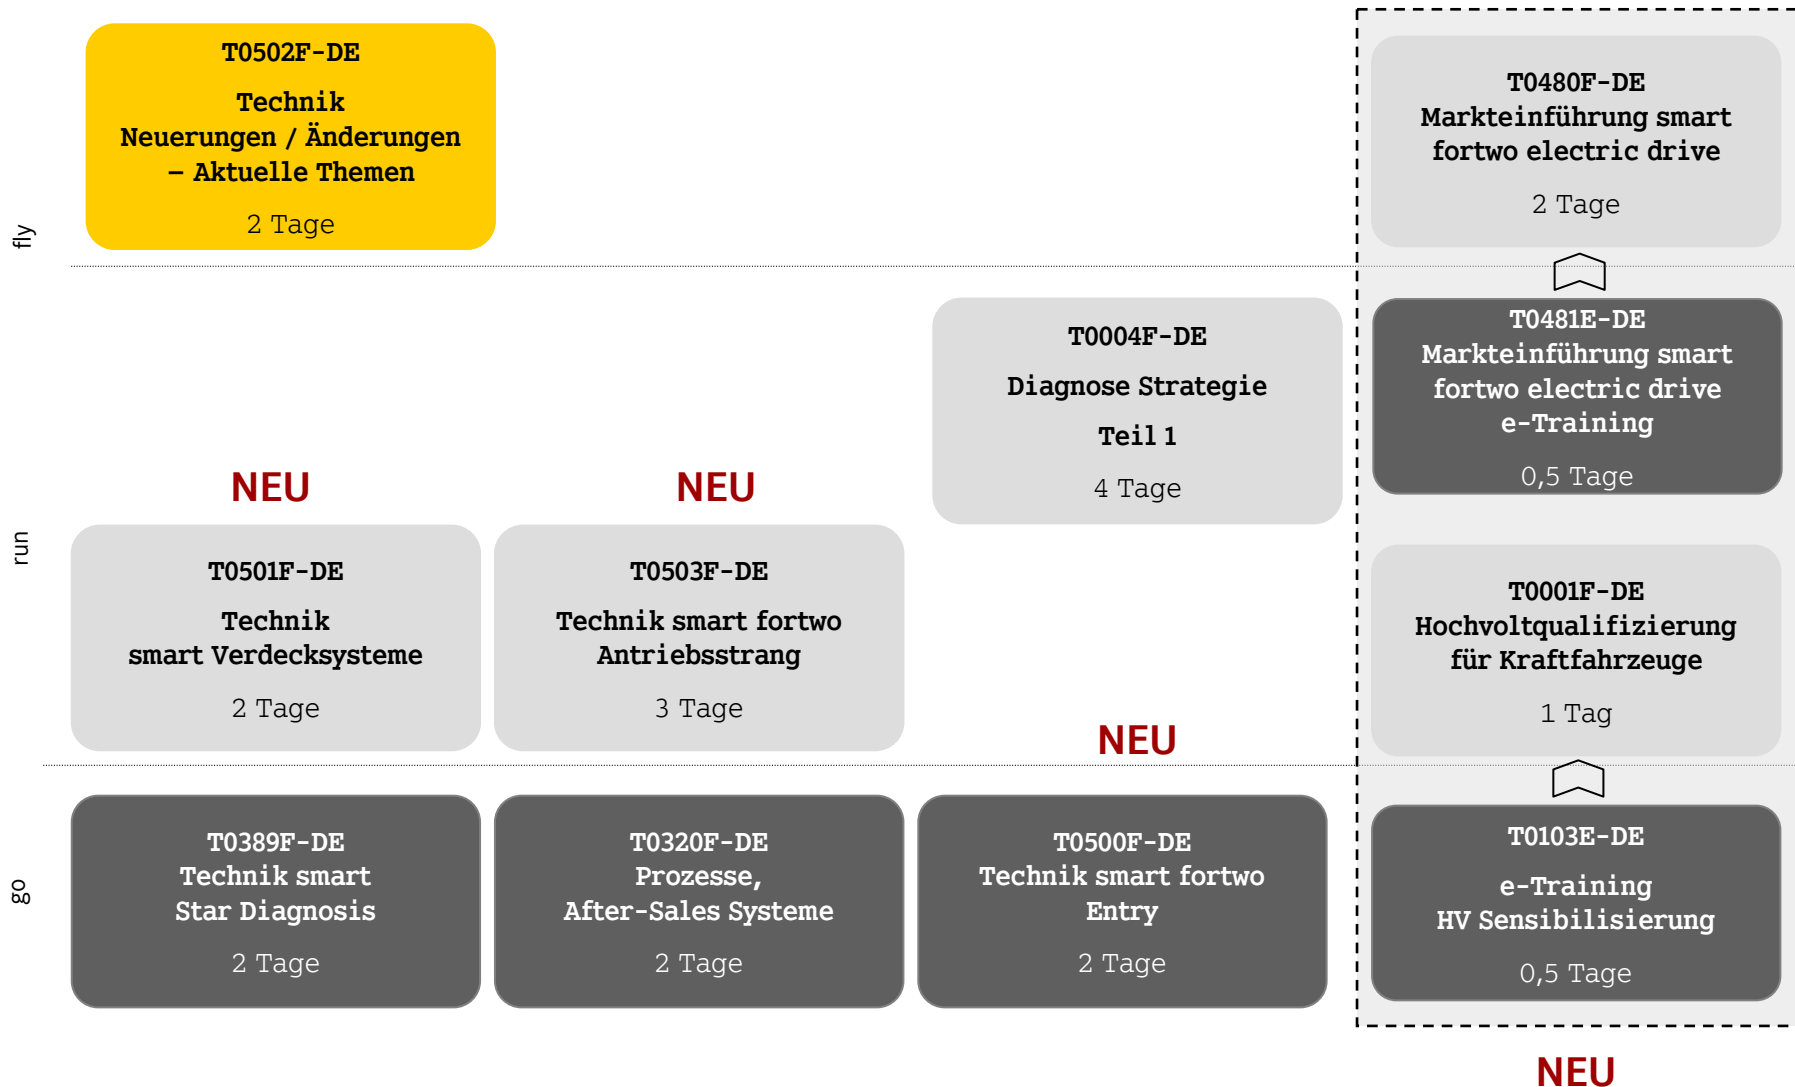 T0502F-DE
Technik
Neuerungen / Änderungen
– Aktuelle Themen
2 Tage
T0480F-DE
Markteinführung smart
fortwo electric drive
2 Tage
fly
T0004F-DE
Diagnose Strategie
Teil 1
4 Tage
T0481E-DE
Markteinführung smart
fortwo electric drive
e-Training
0,5 Tage
NEU
NEU
run
T0501F-DE
Technik
smart Verdecksysteme
2 Tage
T0503F-DE
Technik smart fortwo
Antriebsstrang
3 Tage
NEU
T0001F-DE
Hochvoltqualifizierung
für Kraftfahrzeuge
1 Tag
go
T0389F-DE
Technik smart
Star Diagnosis
2 Tage
T0320F-DE
Prozesse,
After-Sales Systeme
2 Tage
T0500F-DE
Technik smart fortwo
Entry
2 Tage
T0103E-DE
e-Training
HV Sensibilisierung
0,5 Tage
NEU